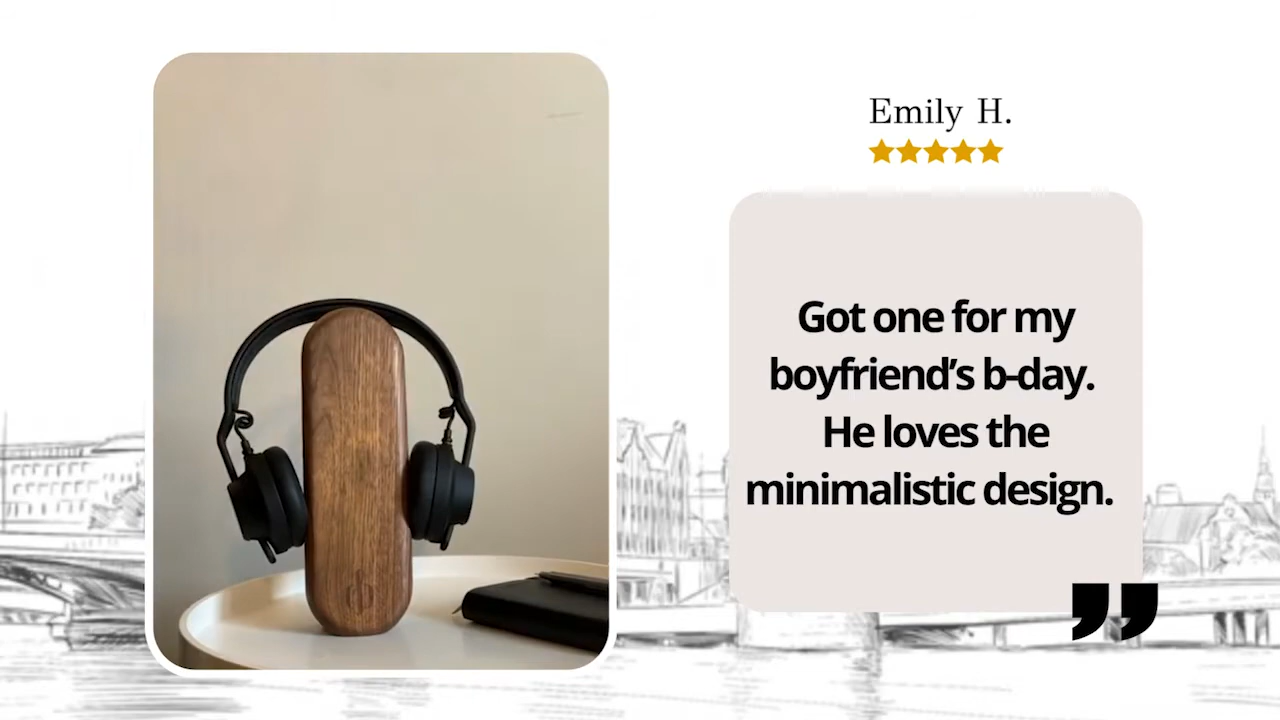 Emily H.
Got one for my
boyfriend’s b-day.
He loves the
minimalistic design.
”